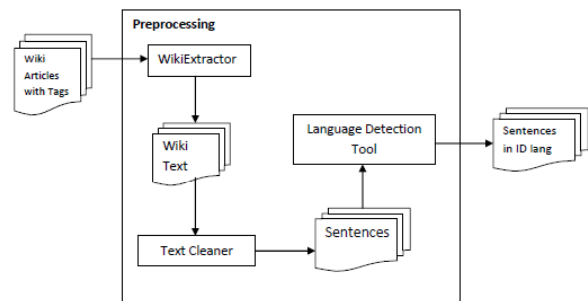 Preprocessing
Wiki
Articles
with Tags
WikiExtractor
Wiki
Text
Text Cleaner
Sentences
Language Detection
Tool
Sentences
in ID lang